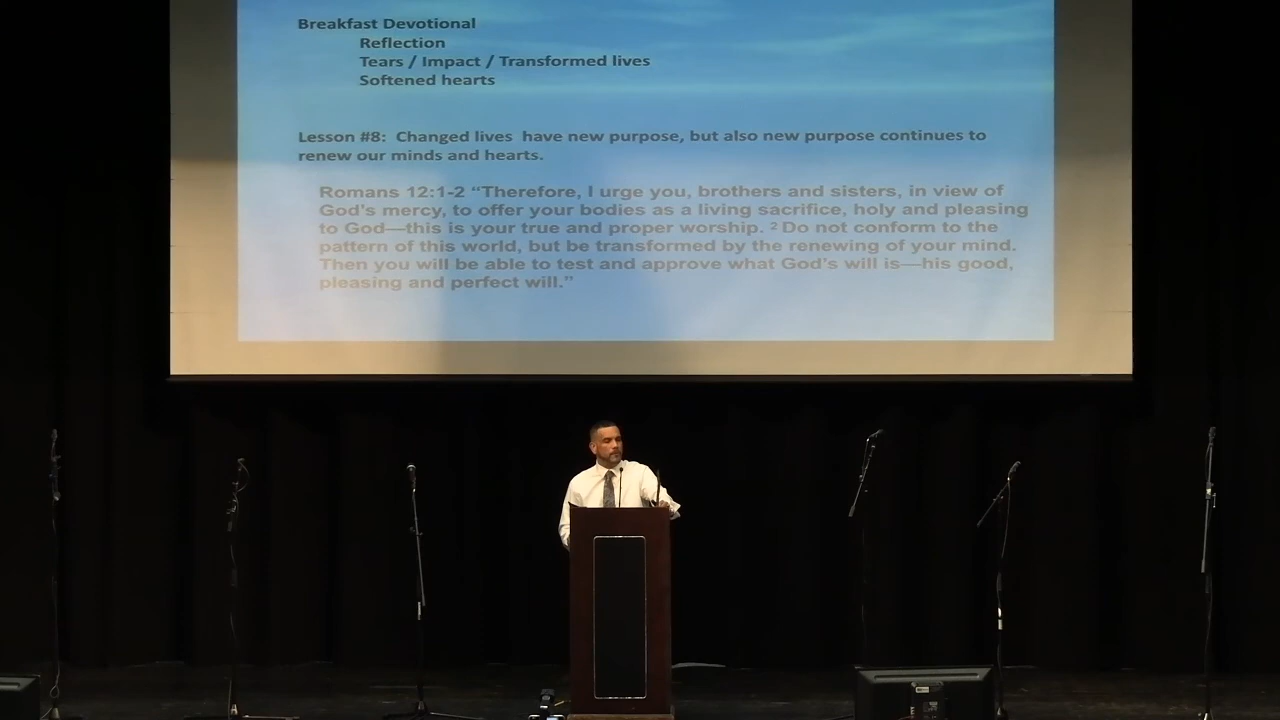 Breakfast Devotional
Reflection
Tears / Impact / Transformed lives
Softened hearts
Lesson #8:  Changed lives  have new purpose, but also new purpose continues to
renew our minds and hearts.
Romans 12:1-2 “Therefore, I urge you, brothers and sisters, in view of
God's mercy, to offer your bodies as a living sacrifice, holy and pleasing
to God—this is your true and proper worship. ² Do not conform to the
pattern of this world, but be transformed by the renewing of your mind.
Then you will be able to test and approve what God's will is—his good,
pleasing and perfect will.”